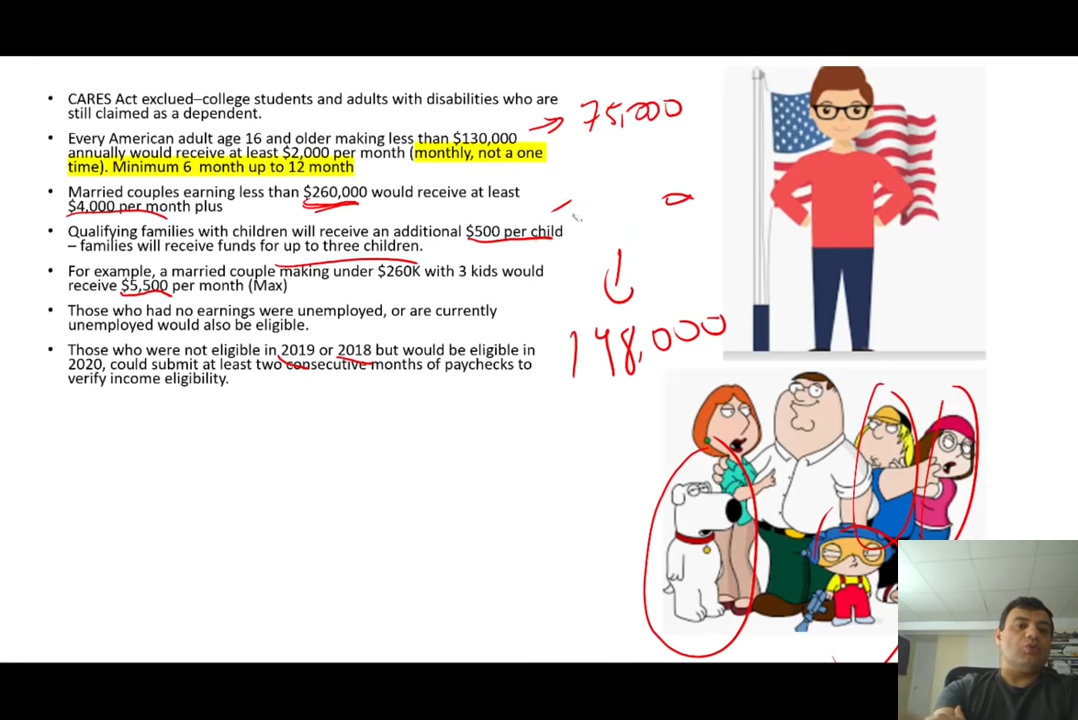 • CARES Act exclued–college students and adults with disabilities who are
still claimed as a dependent.
• Every American adult age 16 and older making less than $130,000
annually would receive at least $2,000 per month (monthly, not a one
time). Minimum 6 month up to 12 month
• Married couples earning less than $260,000 would receive at least
$4,000 per month plus
• Qualifying families with children will receive an additional $500 per child
– families will receive funds for up to three children.
• For example, a married couple making under $260K with 3 kids would
receive $5,500 per month (Max)
• Those who had no earnings were unemployed, or are currently
unemployed would also be eligible.
• Those who were not eligible in 2019 or 2018 but would be eligible in
2020, could submit at least two consecutive months of paychecks to
verify income eligibility.
75,000
198,000